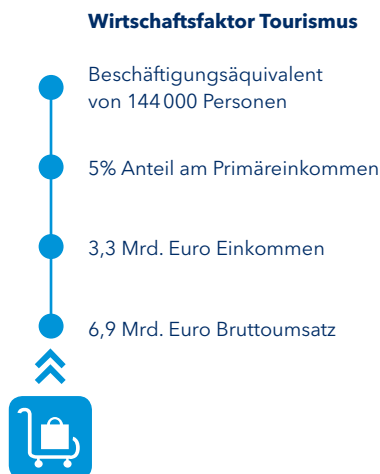 Wirtschaftsfaktor Tourismus
Beschäftigungsäquivalent
von 144 000 Personen
5% Anteil am Primäreinkommen
3,3 Mrd. Euro Einkommen
6,9 Mrd. Euro Bruttoumsatz